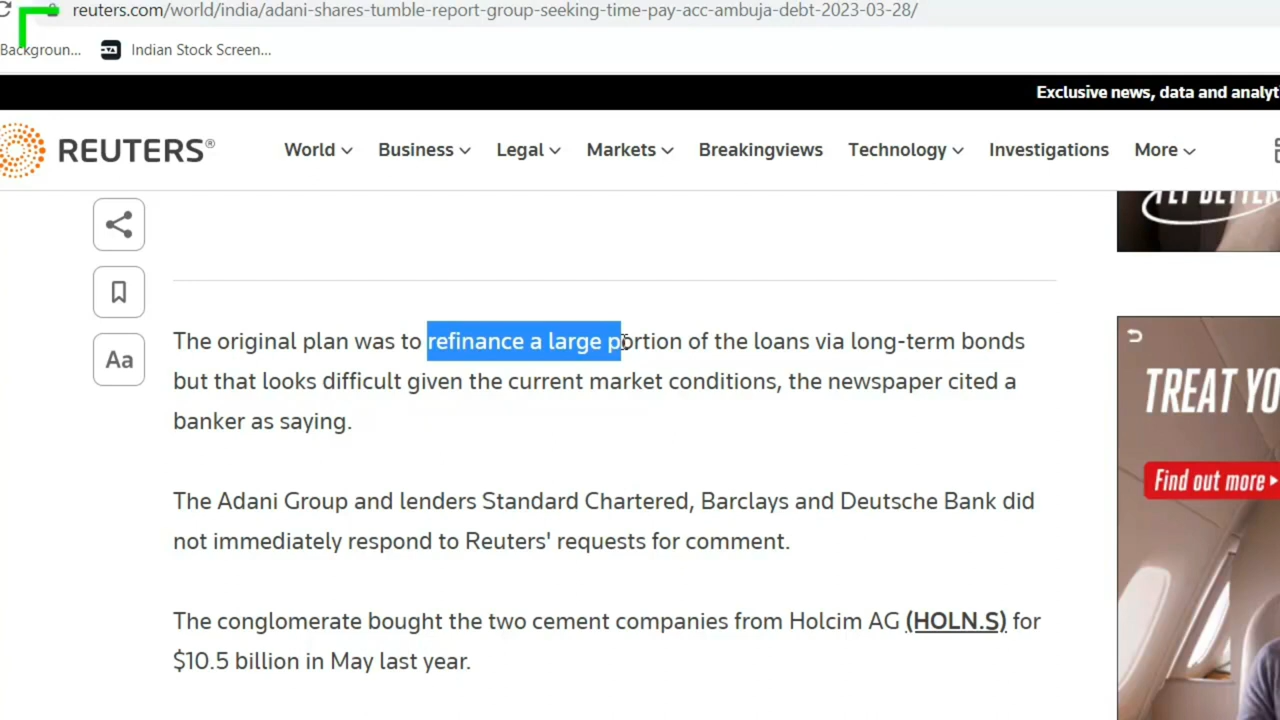 reuters.com/world/india/adani-shares-tumble-report-group-seeking-time-pay-acc-ambuja-debt-2023-03-28/
Backgroun... Indian Stock Screen...
Exclusive news, data and analyt
REUTERS® World Business Legal Markets Breakingviews Technology Investigations More
The original plan was to refinance a large portion of the loans via long-term bonds
but that looks difficult given the current market conditions, the newspaper cited a
banker as saying.
Aa
The Adani Group and lenders Standard Chartered, Barclays and Deutsche Bank did
not immediately respond to Reuters' requests for comment.
The conglomerate bought the two cement companies from Holcim AG (HOLN.S) for
$10.5 billion in May last year.
TREAT YO
Find out more